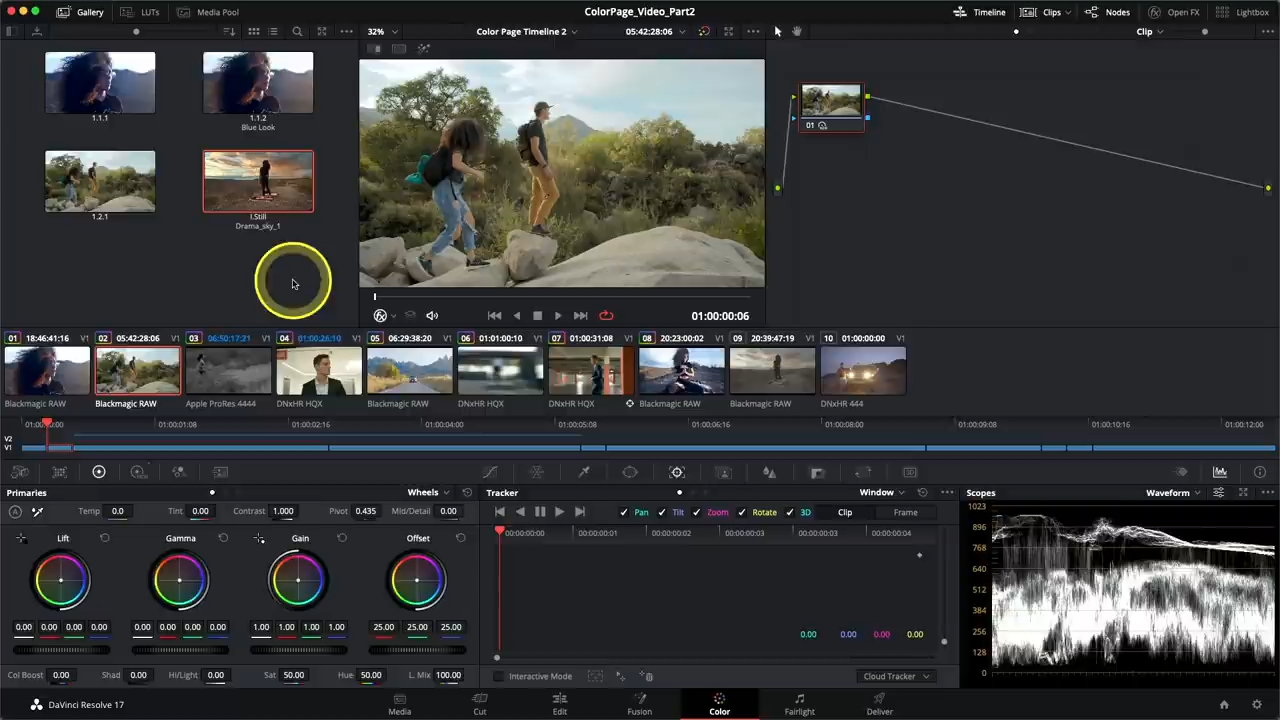 Gallery LUTs Media Pool ColorPage_Video_Part2 Timeline Clips Nodes Open FX Lightbox
32% Color Page Timeline 2 05:42:28:06 Clip
1.1.1 1.1.2
Blue Look
1.2.1 I.Still
Drama_sky_1
01
01:00:00:06
01 18:46:41:16 V1 02 05:42:28:06 V1 03 06:50:17:21 V1 04 01:00:26:10 V1 05 06:29:38:20 V1 06 01:01:00:10 V1 07 01:00:31:08 V1 08 20:23:00:02 V1 09 20:39:47:19 V1 10 01:00:00:00 V1
Blackmagic RAW Blackmagic RAW Apple ProRes 4444 DNxHR HQX Blackmagic RAW DNxHR HQX DNxHR HQX Blackmagic RAW Blackmagic RAW DNxHR 444
01:00:00:00 01:00:01:08 01:00:02:16 01:00:04:00 01:00:05:08 01:00:06:16 01:00:08:00 01:00:09:08 01:00:10:16 01:00:12:00
V2
V1
Primaries Wheels Tracker Window Scopes Waveform
Temp 0.0 Tint 0.00 Contrast 1.000 Pivot 0.435 Mid/Detail 0.00 Pan Tilt Zoom Rotate 3D Clip Frame
Lift Gamma Gain Offset
00:00:00:00 00:00:00:01 00:00:00:02 00:00:00:03 00:00:00:03 00:00:00:04
1023
896
768
640
512
384
256
128
0
0.00 0.00 0.00 0.00 0.00 0.00 0.00 0.00 1.00 1.00 1.00 1.00 25.00 25.00 25.00
0.00 0.00 0.00 0.00
Col Boost 0.00 Shad 0.00 Hi/Light 0.00 Sat 50.00 Hue 50.00 L. Mix 100.00 Interactive Mode Cloud Tracker
DaVinci Resolve 17 Media Cut Edit Fusion Color Fairlight Deliver